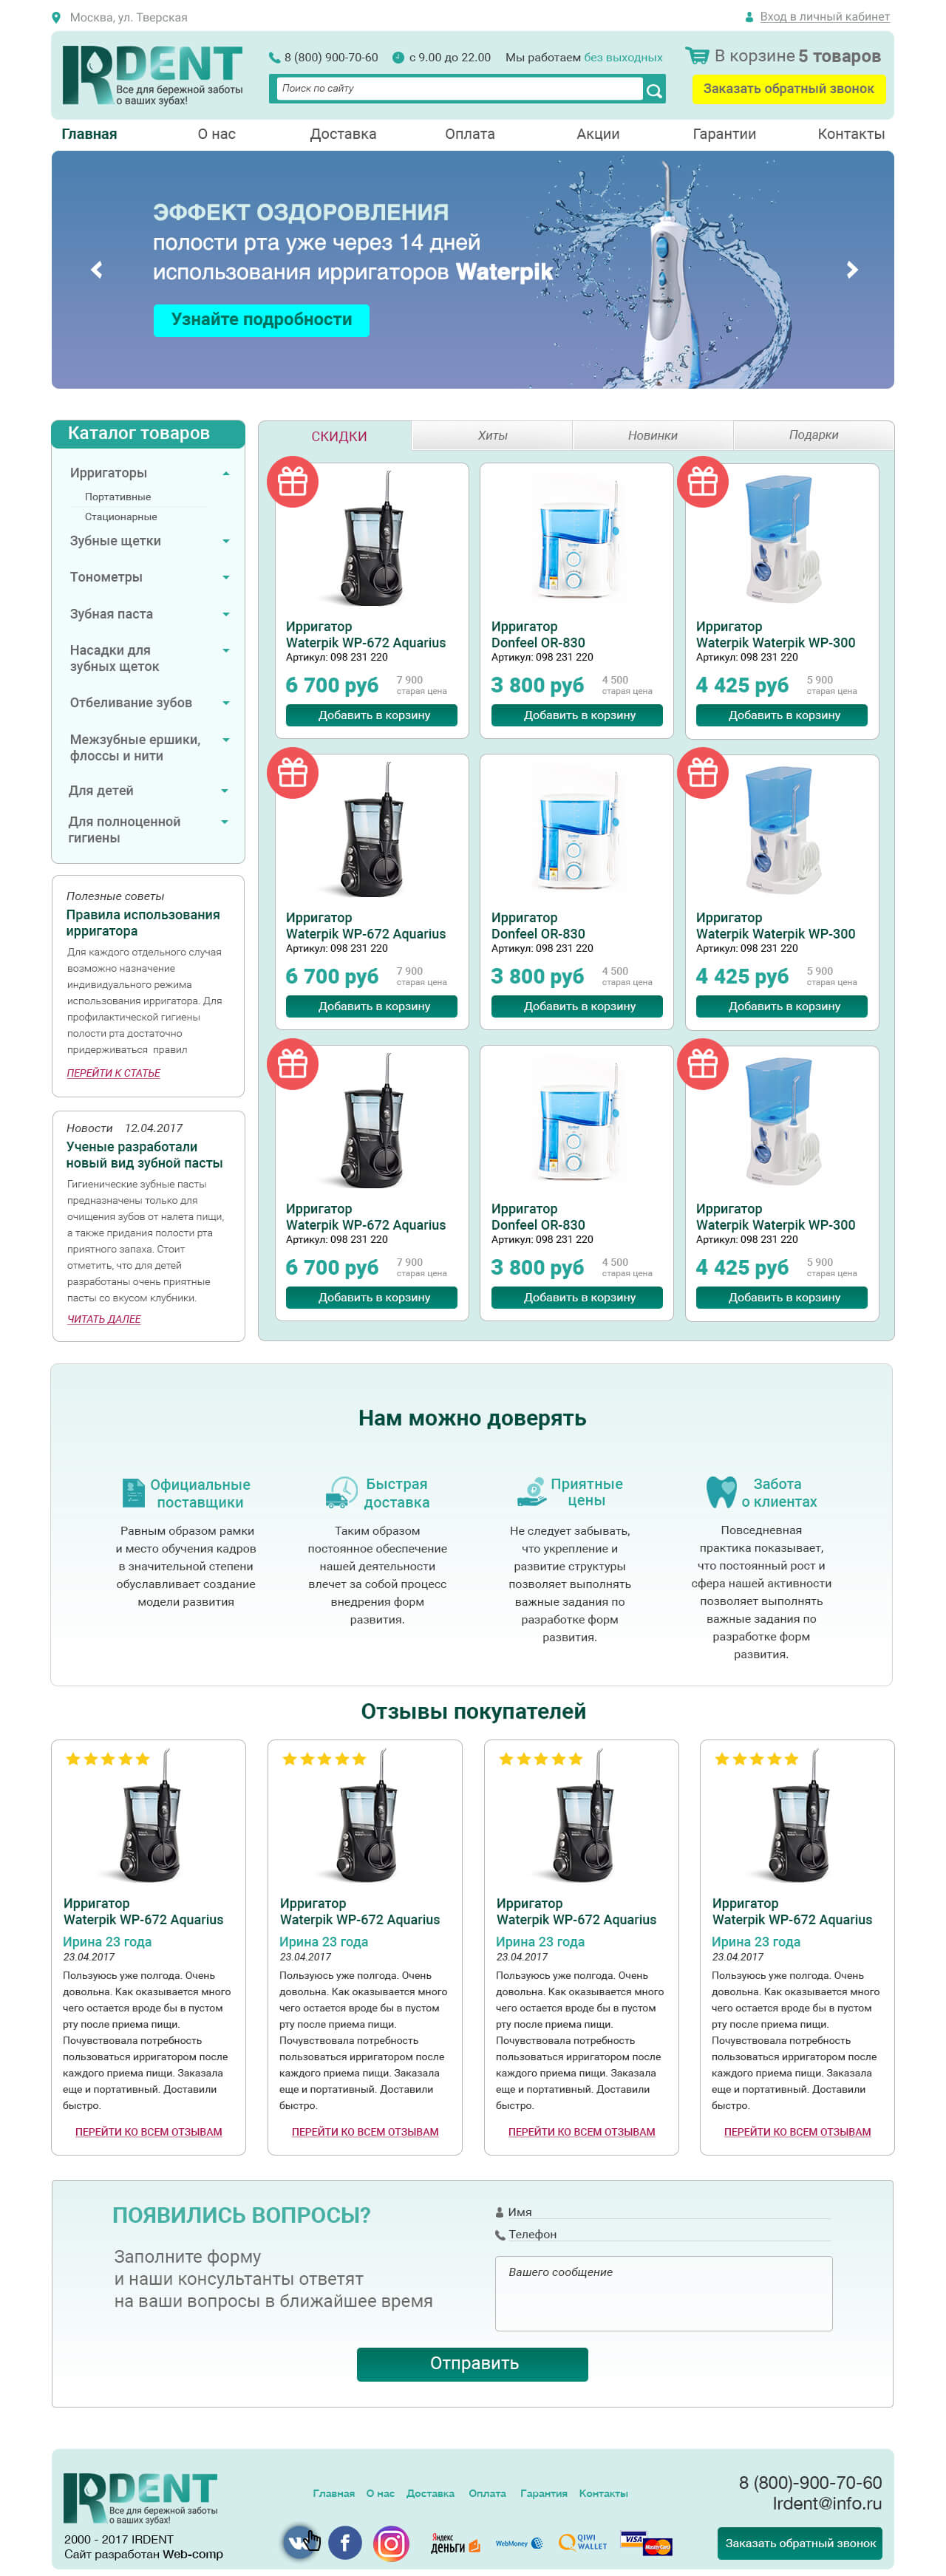 Москва, ул. Тверская
Вход в личный кабинет
IRDENT
Все для бережной заботы
о ваших зубах!
8 (800) 900-70-60
с 9.00 до 22.00
Мы работаем без выходных
В корзине 5 товаров
Поиск по сайту
Заказать обратный звонок
Главная
О нас
Доставка
Оплата
Акции
Гарантии
Контакты
ЭФФЕКТ ОЗДОРОВЛЕНИЯ
полости рта уже через 14 дней
использования ирригаторов Waterpik
Узнайте подробности
Каталог товаров
Ирригаторы
Портативные
Стационарные
Зубные щетки
Тонометры
Зубная паста
Насадки для
зубных щеток
Отбеливание зубов
Межзубные ершики,
флоссы и нити
Для детей
Для полноценной
гигиены
Полезные советы
Правила использования
ирригатора
Для каждого отдельного случая
возможно назначение
индивидуального режима
использования ирригатора. Для
профилактической гигиены
полости рта достаточно
придерживаться правил
ПЕРЕЙТИ К СТАТЬЕ
Новости 12.04.2017
Ученые разработали
новый вид зубной пасты
Гигиенические зубные пасты
предназначены только для
очищения зубов от налета пищи,
а также придания полости рта
приятного запаха. Стоит
отметить, что для детей
разработаны очень приятные
пасты со вкусом клубники.
ЧИТАТЬ ДАЛЕЕ
СКИДКИ
Хиты
Новинки
Подарки
Ирригатор
Waterpik WP-672 Aquarius
Артикул: 098 231 220
6 700 руб
7 900
старая цена
Добавить в корзину
Ирригатор
Donfeel OR-830
Артикул: 098 231 220
3 800 руб
4 500
старая цена
Добавить в корзину
Ирригатор
Waterpik Waterpik WP-300
Артикул: 098 231 220
4 425 руб
5 900
старая цена
Добавить в корзину
Ирригатор
Waterpik WP-672 Aquarius
Артикул: 098 231 220
6 700 руб
7 900
старая цена
Добавить в корзину
Ирригатор
Donfeel OR-830
Артикул: 098 231 220
3 800 руб
4 500
старая цена
Добавить в корзину
Ирригатор
Waterpik Waterpik WP-300
Артикул: 098 231 220
4 425 руб
5 900
старая цена
Добавить в корзину
Ирригатор
Waterpik WP-672 Aquarius
Артикул: 098 231 220
6 700 руб
7 900
старая цена
Добавить в корзину
Ирригатор
Donfeel OR-830
Артикул: 098 231 220
3 800 руб
4 500
старая цена
Добавить в корзину
Ирригатор
Waterpik Waterpik WP-300
Артикул: 098 231 220
4 425 руб
5 900
старая цена
Добавить в корзину
Нам можно доверять
Официальные
поставщики
Равным образом рамки
и место обучения кадров
в значительной степени
обуславливает создание
модели развития
Быстрая
доставка
Таким образом
постоянное обеспечение
нашей деятельности
влечет за собой процесс
внедрения форм
развития.
Приятные
цены
Не следует забывать,
что укрепление и
развитие структуры
позволяет выполнять
важные задания по
разработке форм
развития.
Забота
о клиентах
Повседневная
практика показывает,
что постоянный рост и
сфера нашей активности
позволяет выполнять
важные задания по
разработке форм
развития.
Отзывы покупателей
Ирригатор
Waterpik WP-672 Aquarius
Ирина 23 года
23.04.2017
Пользуюсь уже полгода. Очень
довольна. Как оказывается много
чего остается вроде бы в пустом
рту после приема пищи.
Почувствовала потребность
пользоваться ирригатором после
каждого приема пищи. Заказала
еще и портативный. Доставили
быстро.
ПЕРЕЙТИ КО ВСЕМ ОТЗЫВАМ
Ирригатор
Waterpik WP-672 Aquarius
Ирина 23 года
23.04.2017
Пользуюсь уже полгода. Очень
довольна. Как оказывается много
чего остается вроде бы в пустом
рту после приема пищи.
Почувствовала потребность
пользоваться ирригатором после
каждого приема пищи. Заказала
еще и портативный. Доставили
быстро.
ПЕРЕЙТИ КО ВСЕМ ОТЗЫВАМ
Ирригатор
Waterpik WP-672 Aquarius
Ирина 23 года
23.04.2017
Пользуюсь уже полгода. Очень
довольна. Как оказывается много
чего остается вроде бы в пустом
рту после приема пищи.
Почувствовала потребность
пользоваться ирригатором после
каждого приема пищи. Заказала
еще и портативный. Доставили
быстро.
ПЕРЕЙТИ КО ВСЕМ ОТЗЫВАМ
Ирригатор
Waterpik WP-672 Aquarius
Ирина 23 года
23.04.2017
Пользуюсь уже полгода. Очень
довольна. Как оказывается много
чего остается вроде бы в пустом
рту после приема пищи.
Почувствовала потребность
пользоваться ирригатором после
каждого приема пищи. Заказала
еще и портативный. Доставили
быстро.
ПЕРЕЙТИ КО ВСЕМ ОТЗЫВАМ
ПОЯВИЛИСЬ ВОПРОСЫ?
Заполните форму
и наши консультанты ответят
на ваши вопросы в ближайшее время
Имя
Телефон
Вашего сообщение
Отправить
IRDENT
Все для бережной заботы
о ваших зубах!
2000 - 2017 IRDENT
Сайт разработан Web-comp
Главная
О нас
Доставка
Оплата
Гарантия
Контакты
Яндекс
деньги
WebMoney
QIWI
WALLET
VISA
MasterCard
8 (800)-900-70-60
Irdent@info.ru
Заказать обратный звонок